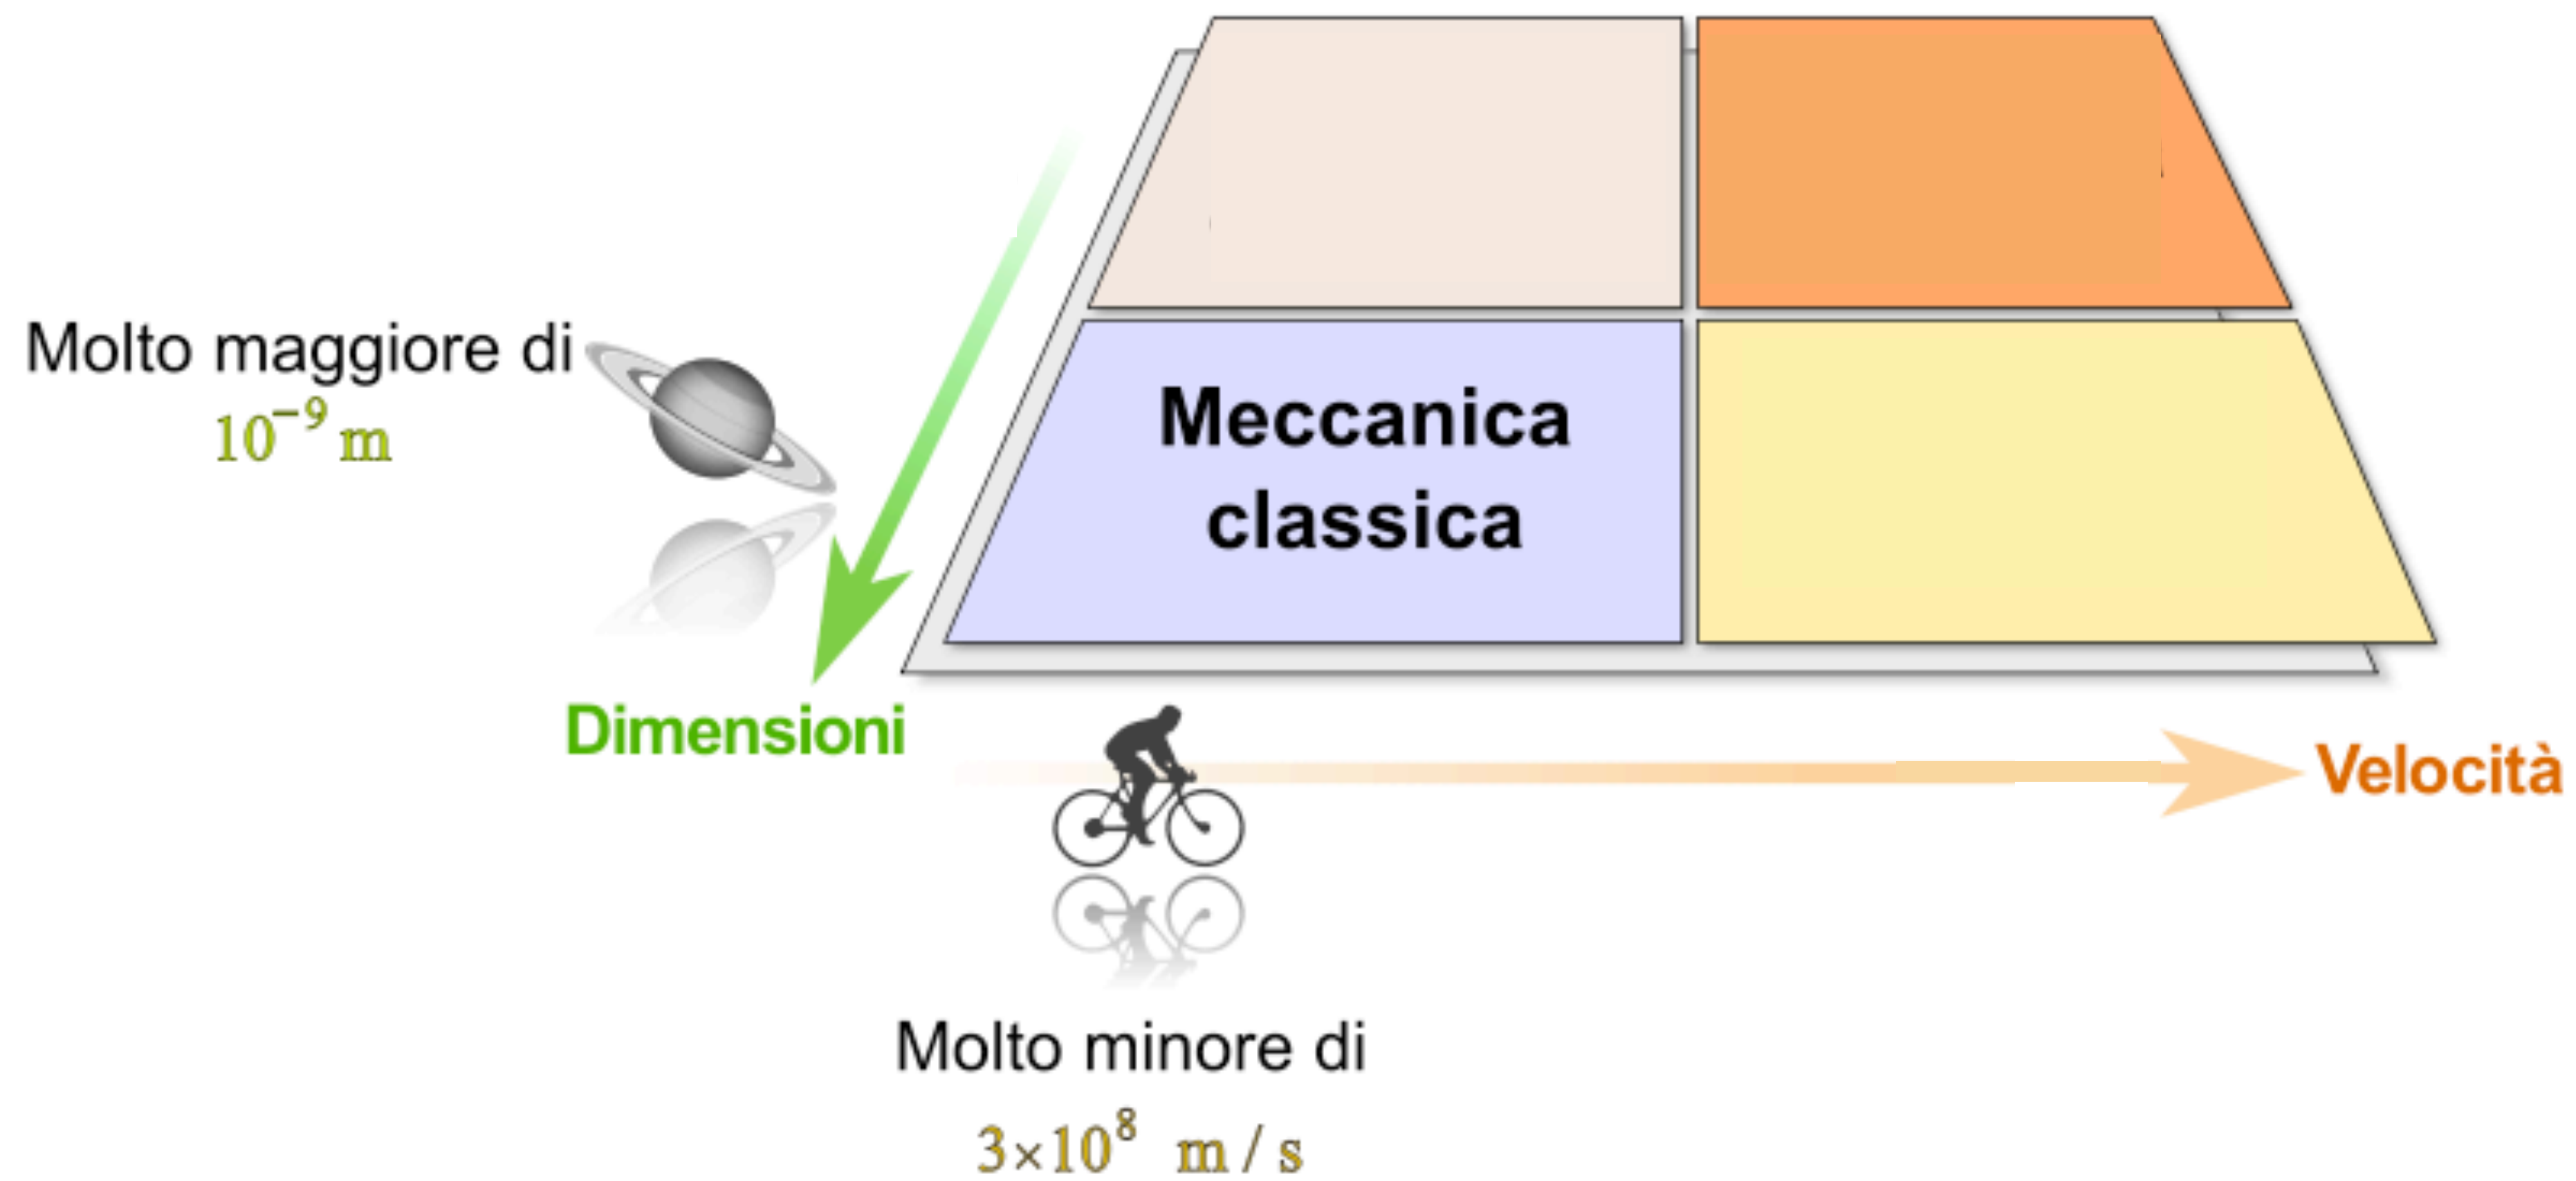 Molto maggiore di
10⁻⁹ m
Meccanica
classica
Dimensioni
Velocità
Molto minore di
3×10⁸ m / s